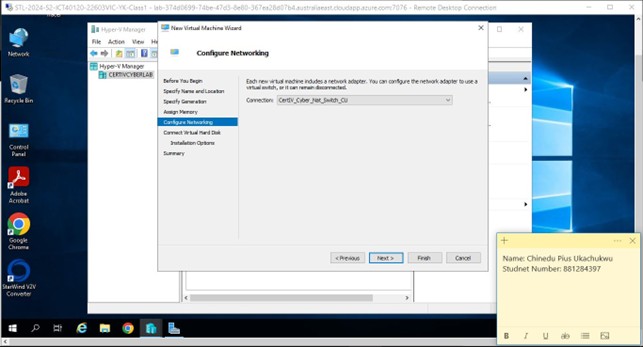 STL-2024-S2-ICT40120-22603VIC-YK-Class1 - lab-374d0699-74be-47d5-8e80-367ea28d07b4.australiaeast.cloudapp.azure.com:7076 - Remote Desktop Connection
Network
Recycle Bin
Control
Panel
Adobe
Acrobat
Google
Chrome
StarWind V2V
Converter
Hyper-V Manager
File Action View He
Hyper-V Manager
CERTIVCYBERLAB
New Virtual Machine Wizard
Configure Networking
Before You Begin
Specify Name and Location
Specify Generation
Assign Memory
Configure Networking
Connect Virtual Hard Disk
Installation Options
Summary
Each new virtual machine includes a network adapter. You can configure the network adapter to use a
virtual switch, or it can remain disconnected.
Connection: CertIV_Cyber_Net_Switch_CU
< Previous Next > Finish Cancel
Name: Chinedu Pius Ukachukwu
Studnet Number: 881284397
B I U ab